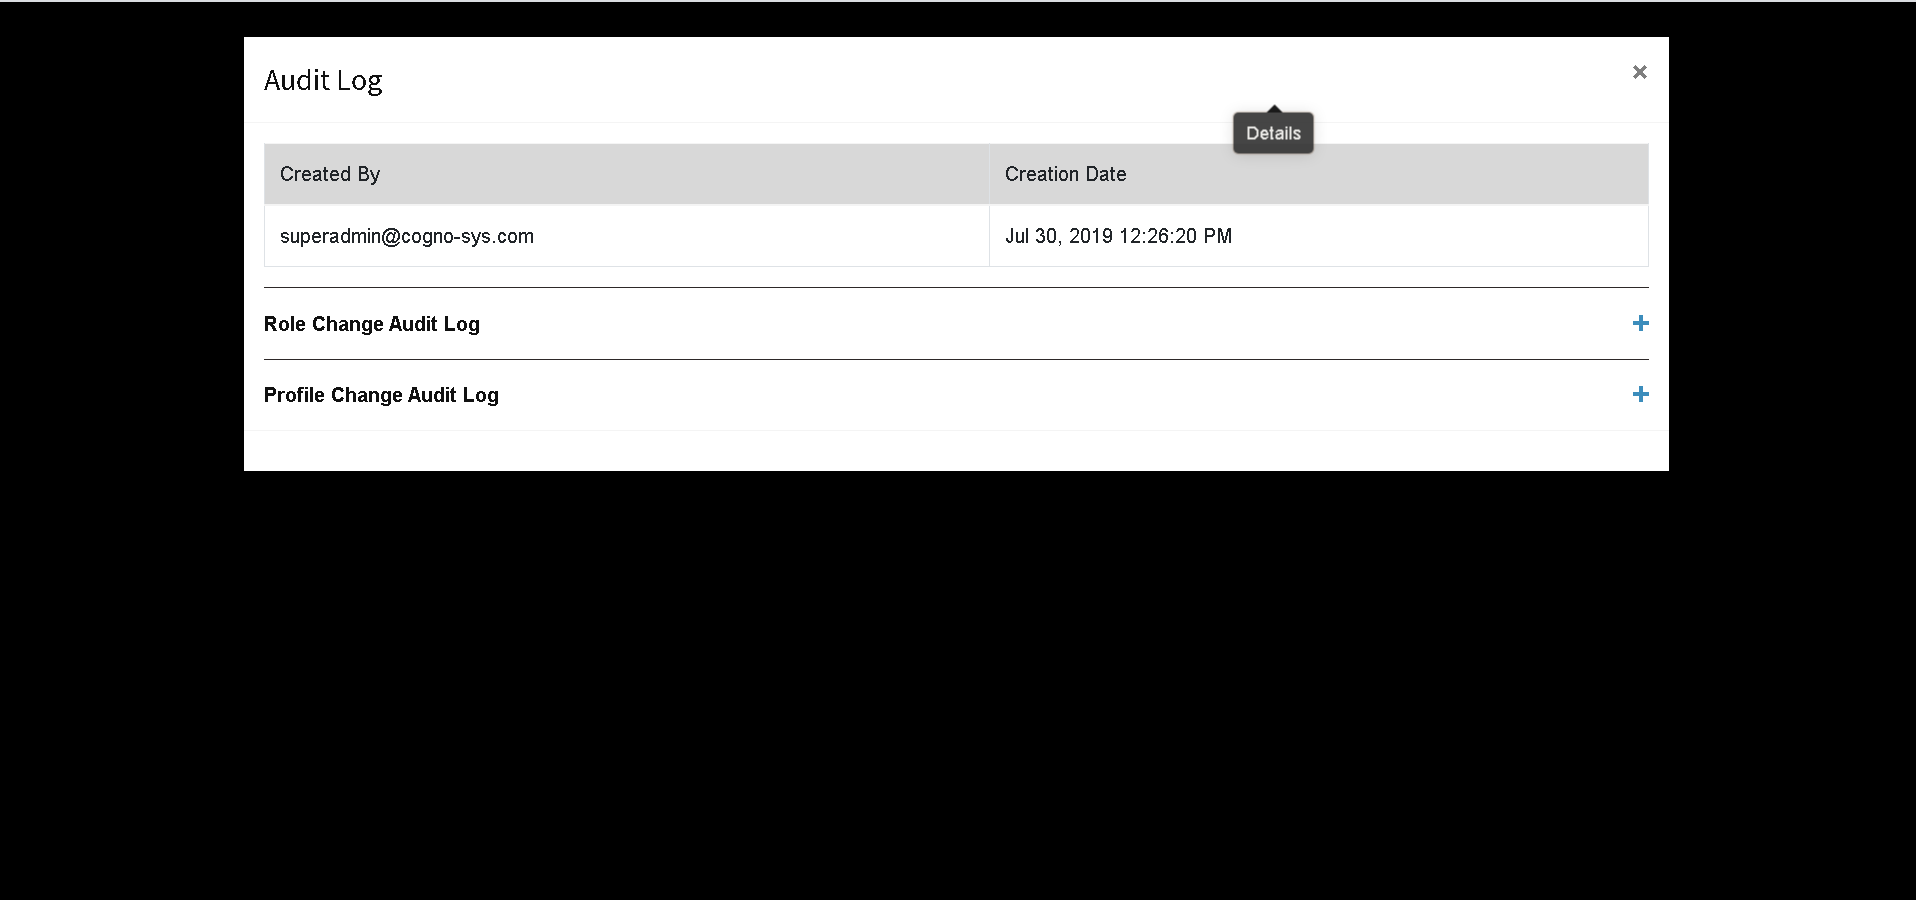 Audit Log
×
Details
Created By
Creation Date
superadmin@cogno-sys.com
Jul 30, 2019 12:26:20 PM
Role Change Audit Log
+
Profile Change Audit Log
+